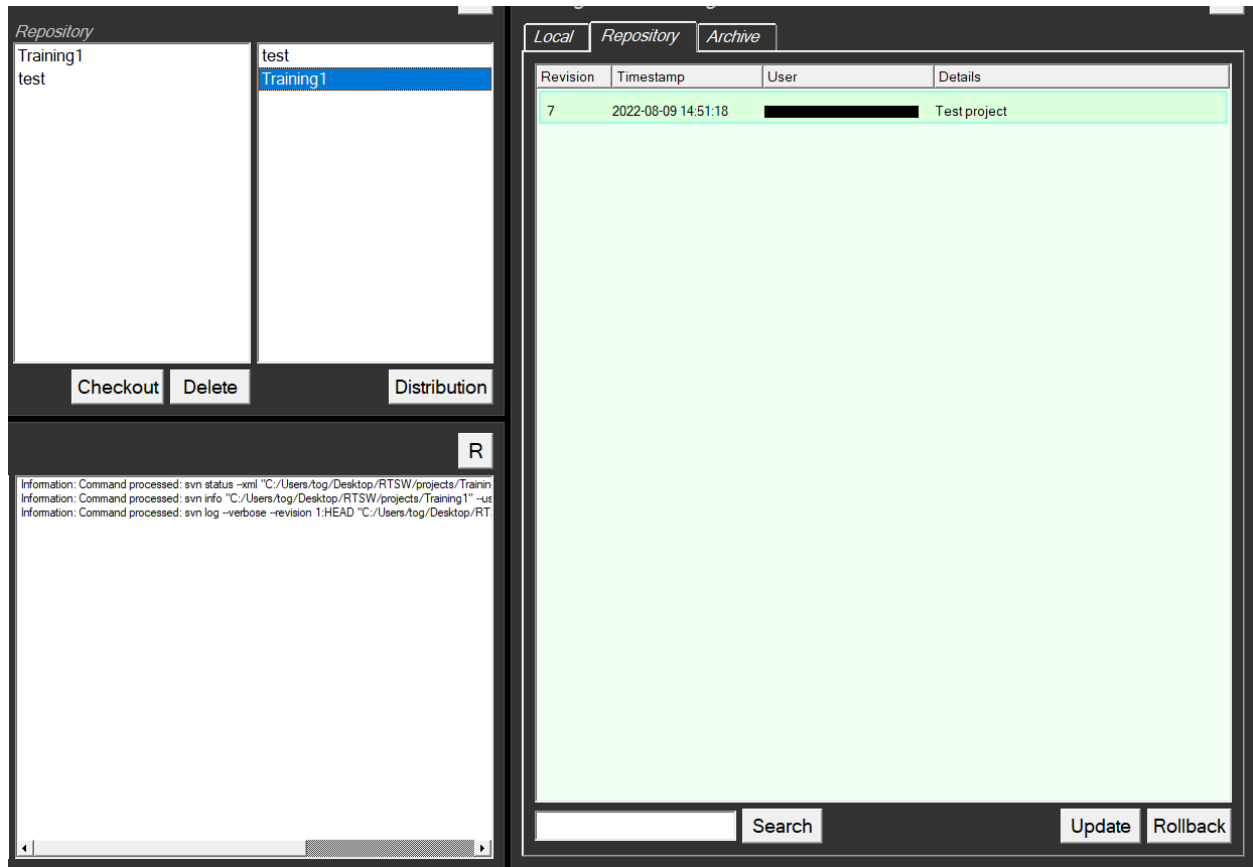 Repository
Training1
test
test
Training1
Checkout Delete Distribution
R
Information: Command processed: svn status --xml "C:/Users/tog/Desktop/RTSW/projects/Trainin
Information: Command processed: svn info "C:/Users/tog/Desktop/RTSW/projects/Training1" --us
Information: Command processed: svn log --verbose --revision 1:HEAD "C:/Users/tog/Desktop/RT
Local Repository Archive
Revision Timestamp User Details
7 2022-08-09 14:51:18 Test project
Search Update Rollback